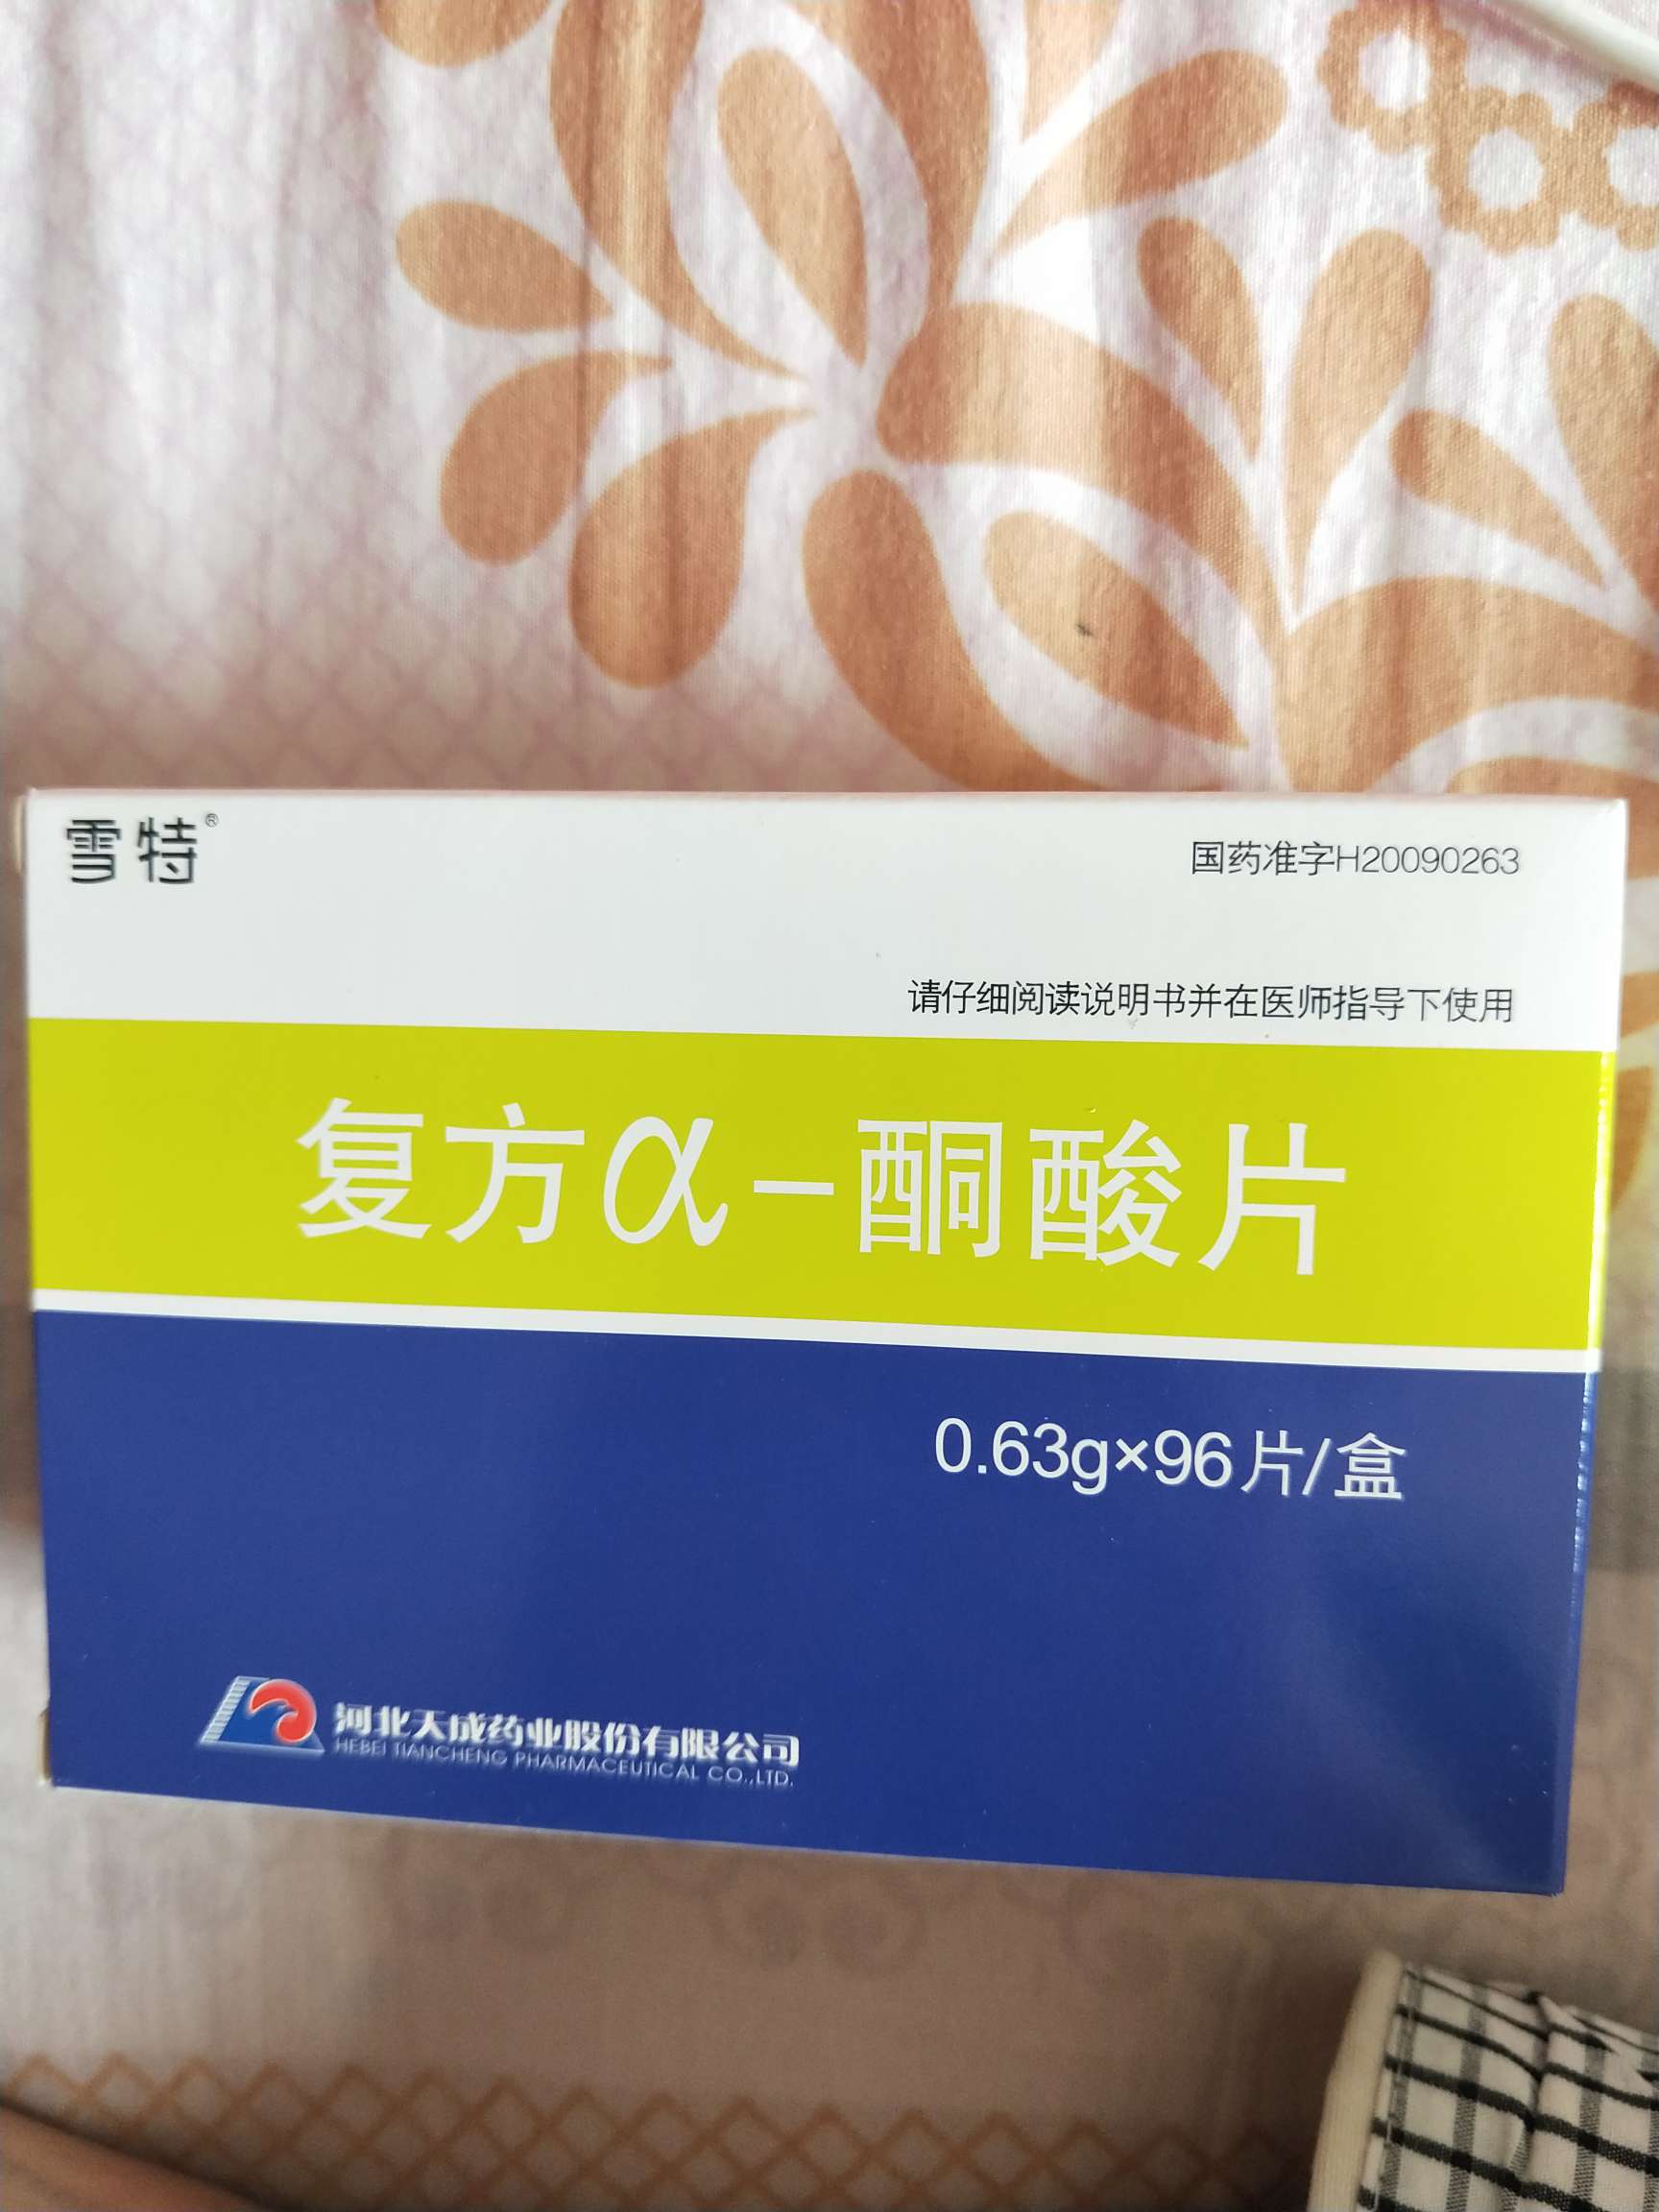 雪特®
国药准字H20090263
请仔细阅读说明书并在医师指导下使用
复方α-酮酸片
0.63g×96片/盒
河北天成药业股份有限公司
HEBEI TIANCHENG PHARMACEUTICAL CO.,LTD.